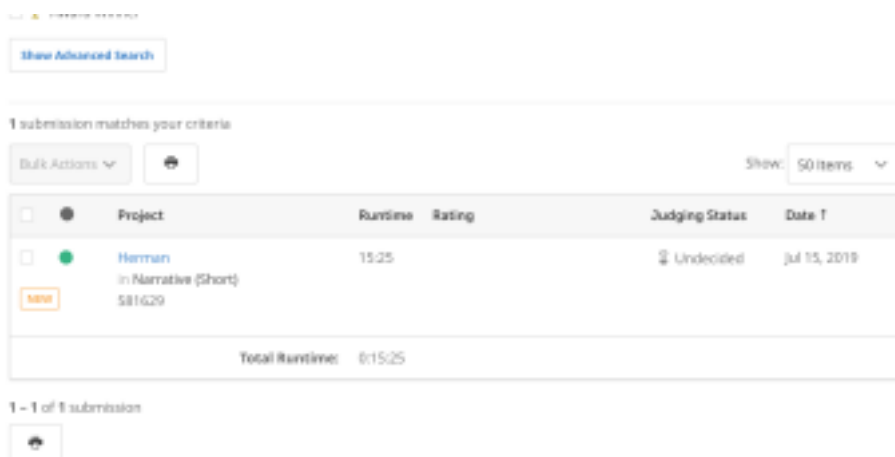 Show Advanced Search
1 submission matches your criteria
Bulk Actions
Show: 50 items
Project Runtime Rating Judging Status Date ↑
Herman 15:25 Undecided Jul 15, 2019
in Narrative (Short)
NEW S81629
Total Runtime: 0:15:25
1 – 1 of 1 submission